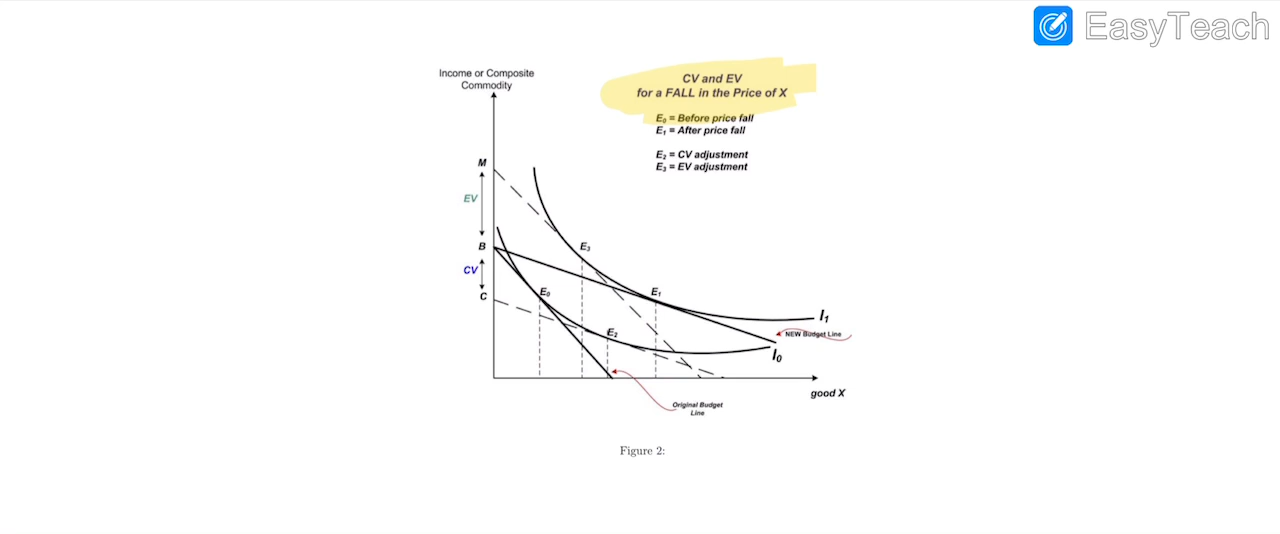 EasyTeach
Income or Composite
Commodity
CV and EV
for a FALL in the Price of X
E₀ = Before price fall
E₁ = After price fall
E₂ = CV adjustment
E₃ = EV adjustment
M
EV
B
E₃
CV
C
E₀
E₁
I₁
E₂
NEW Budget Line
I₀
good X
Original Budget
Line
Figure 2: